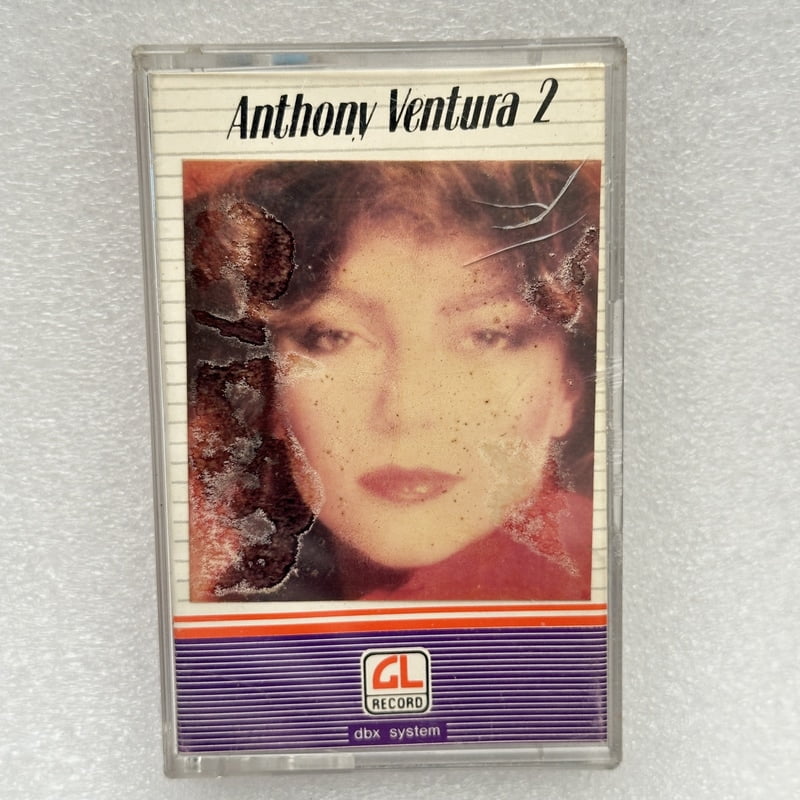 Anthony Ventura 2
GL
RECORD
dbx system